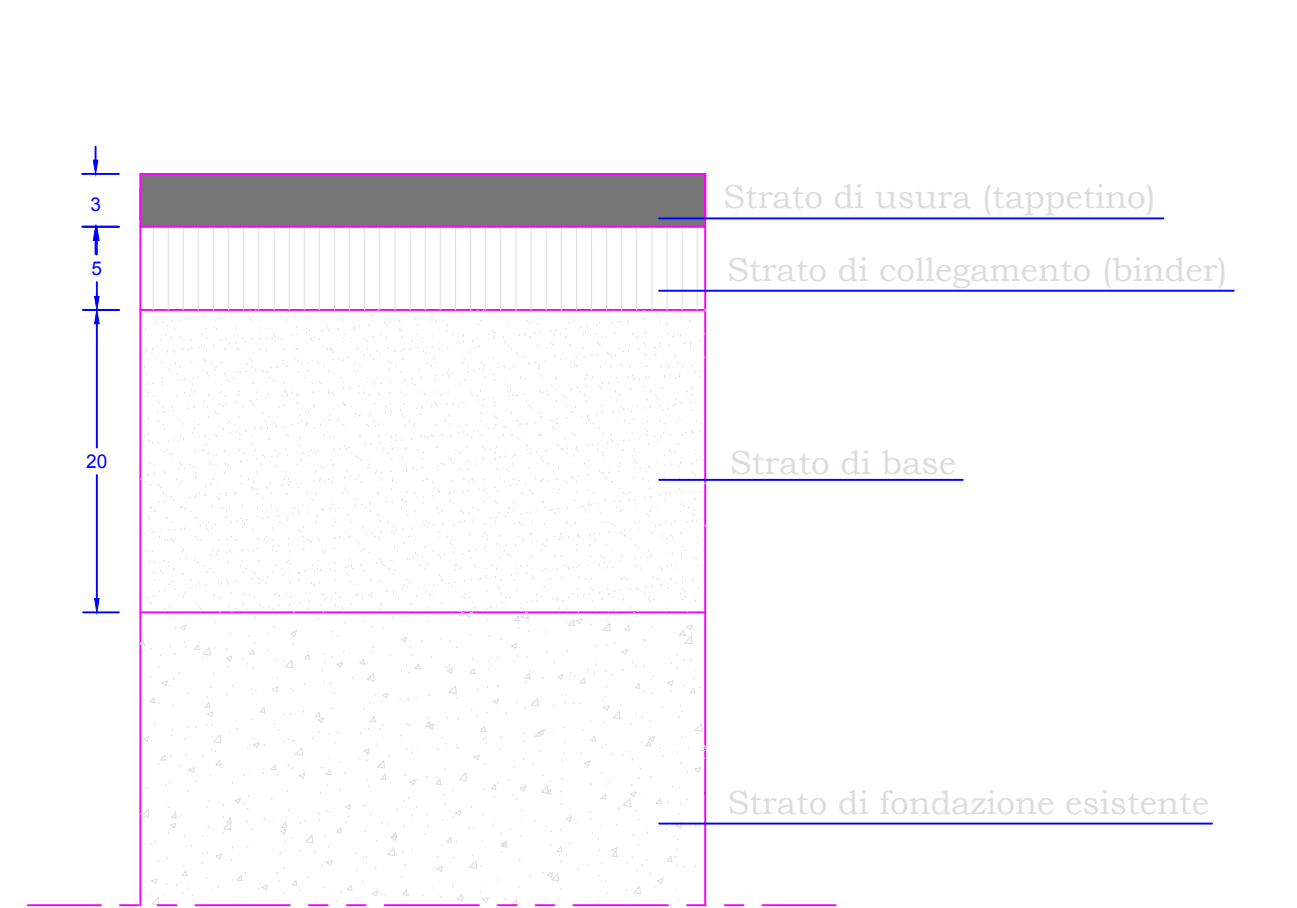 3
Strato di usura (tappetino)
5
Strato di collegamento (binder)
20
Strato di base
Strato di fondazione esistente